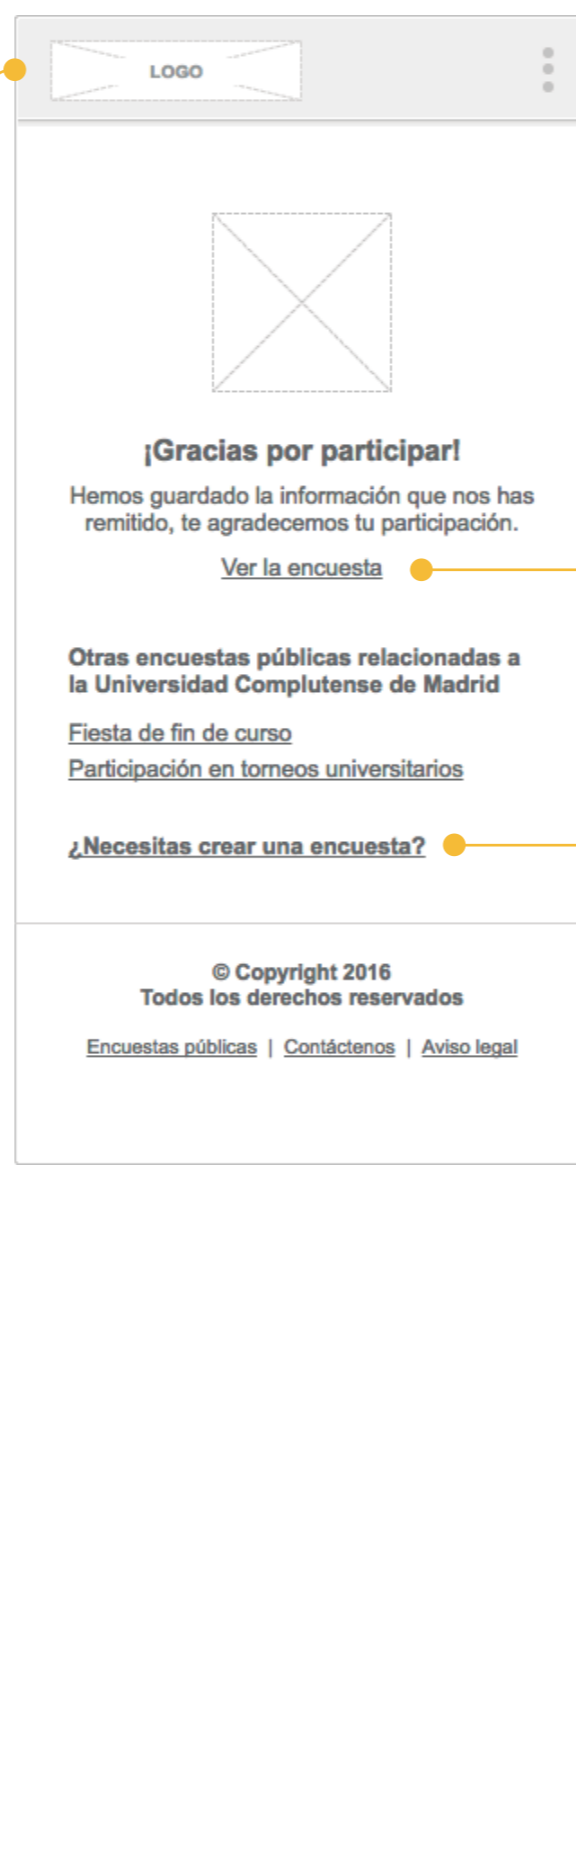 LOGO
¡Gracias por participar!
Hemos guardado la información que nos has
remitido, te agradecemos tu participación.
Ver la encuesta
Otras encuestas públicas relacionadas a
la Universidad Complutense de Madrid
Fiesta de fin de curso
Participación en torneos universitarios
¿Necesitas crear una encuesta?
© Copyright 2016
Todos los derechos reservados
Encuestas públicas | Contáctenos | Aviso legal